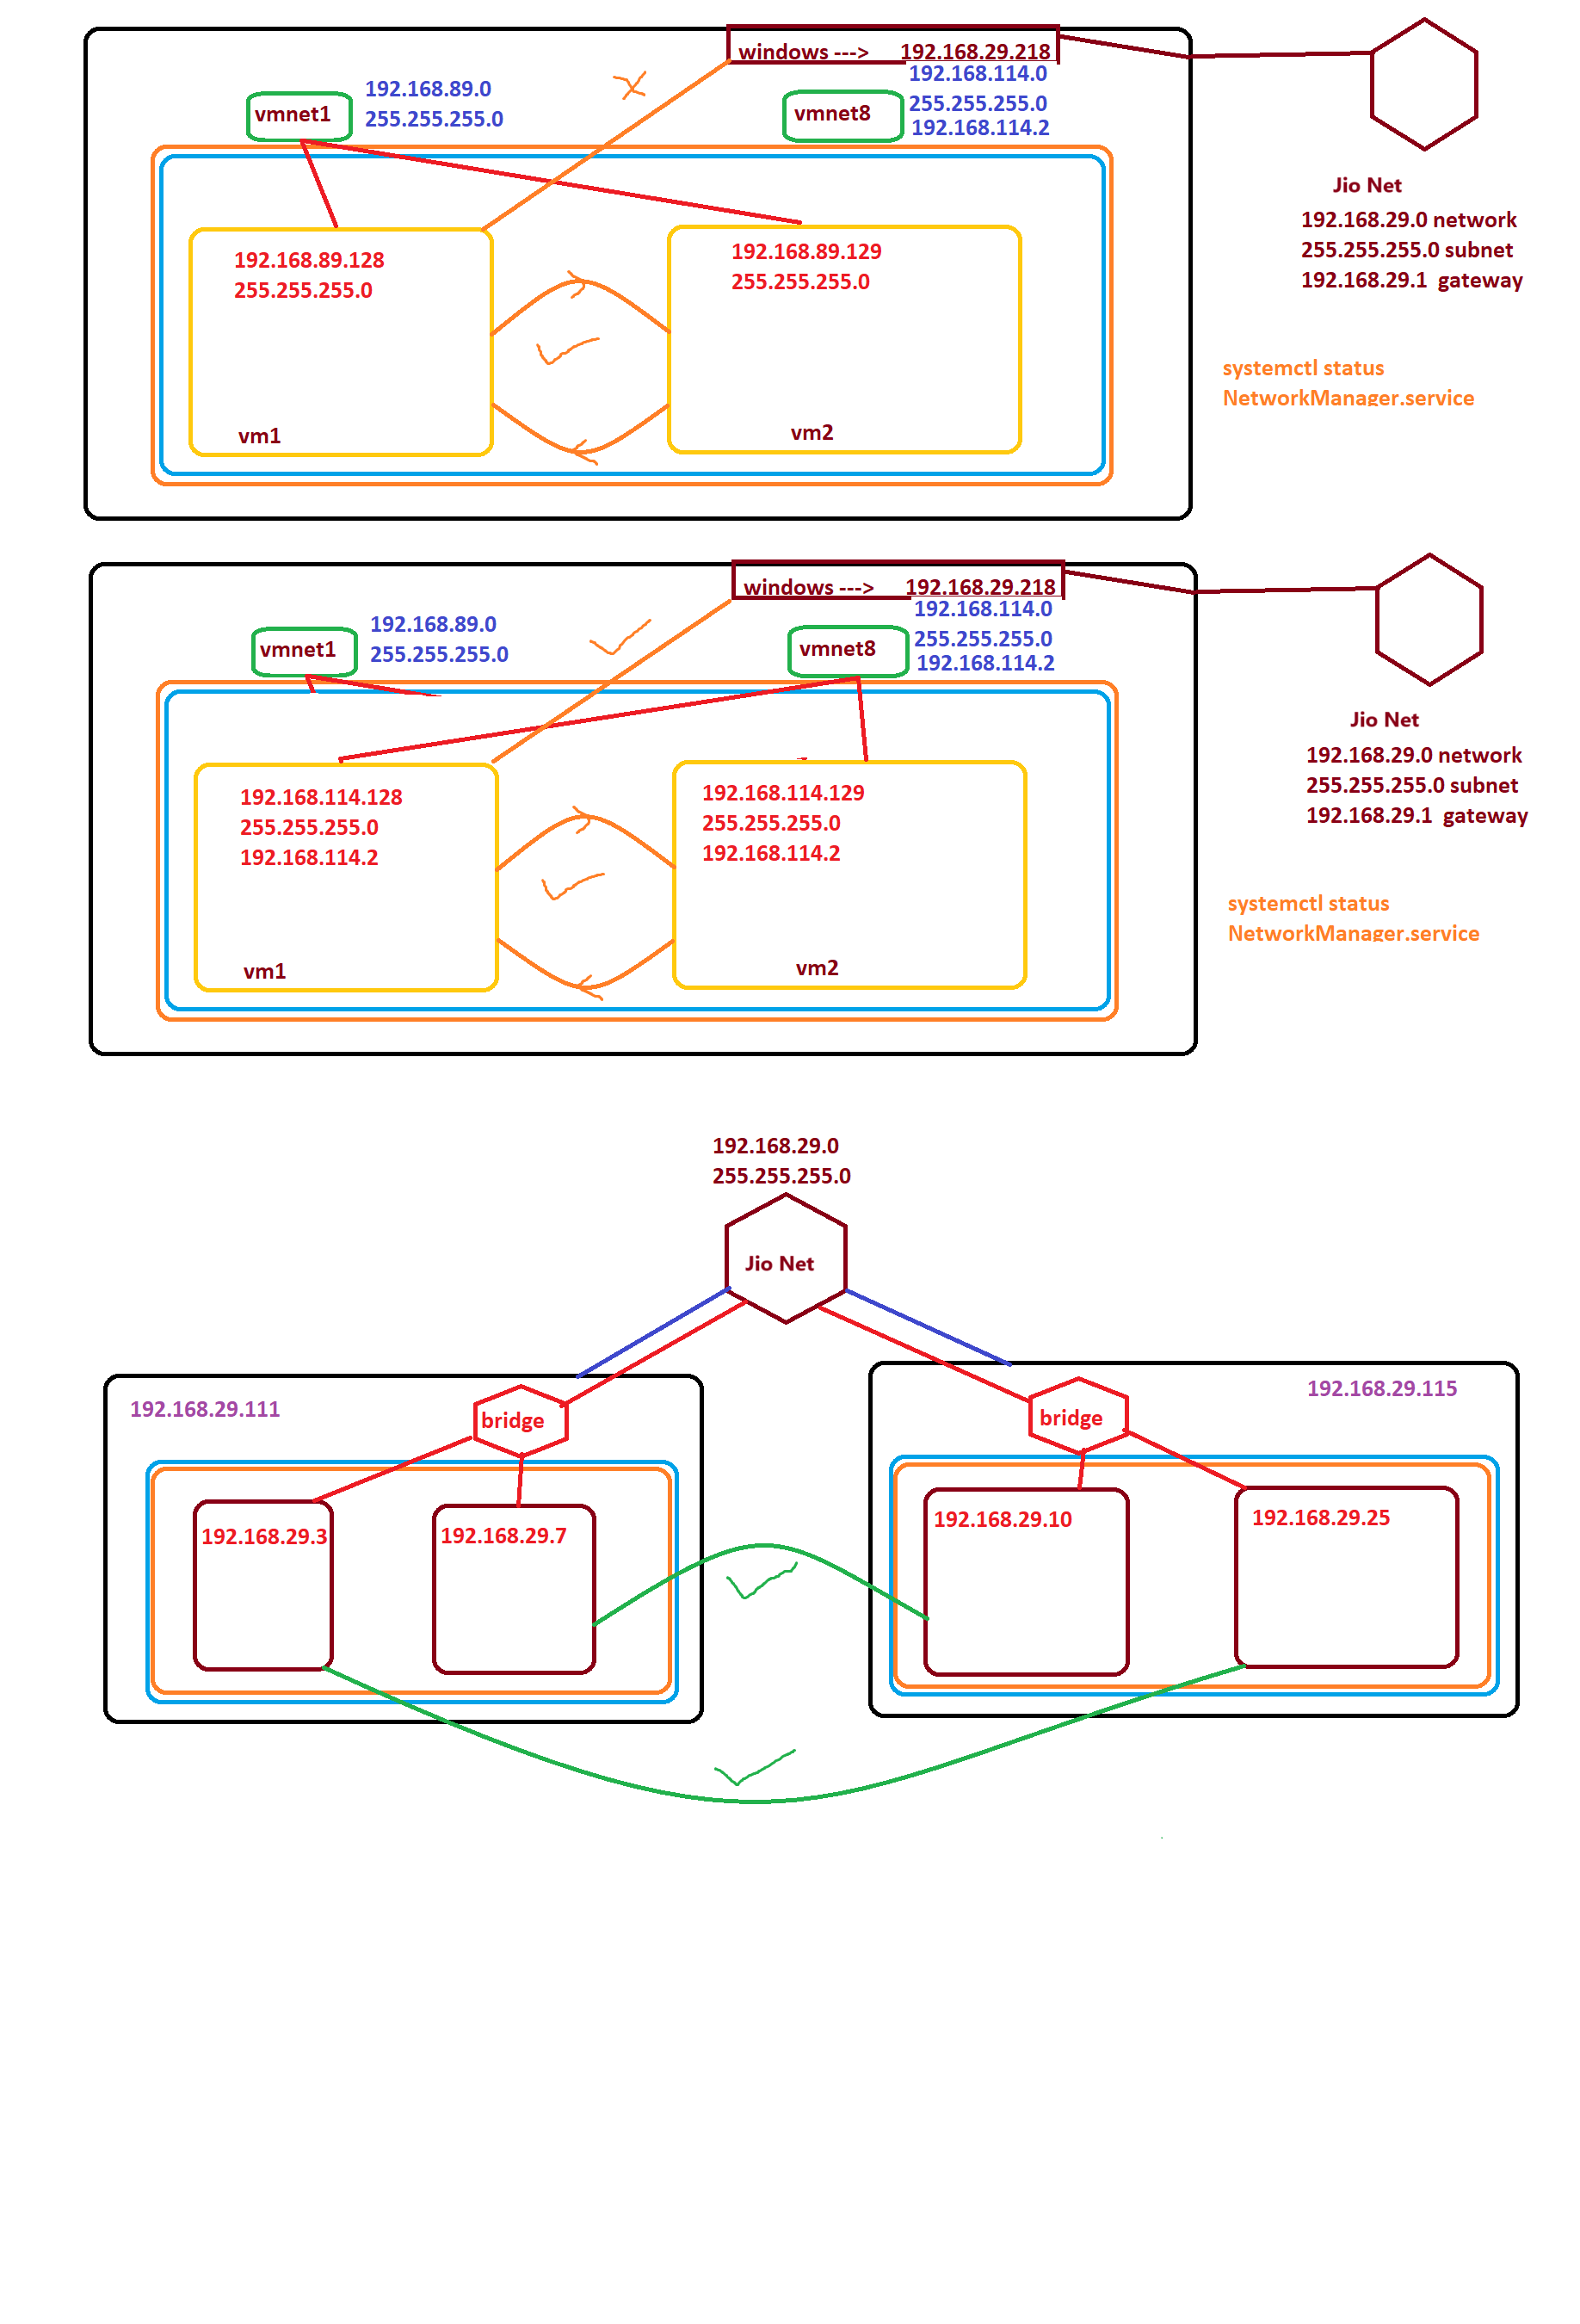 windows ---> 192.168.29.218
192.168.89.0
255.255.255.0
vmnet1
192.168.114.0
255.255.255.0
192.168.114.2
vmnet8
Jio Net
192.168.29.0 network
255.255.255.0 subnet
192.168.29.1 gateway
192.168.89.128
255.255.255.0
vm1
192.168.89.129
255.255.255.0
vm2
systemctl status
NetworkManager.service
windows ---> 192.168.29.218
192.168.89.0
255.255.255.0
vmnet1
192.168.114.0
255.255.255.0
192.168.114.2
vmnet8
Jio Net
192.168.29.0 network
255.255.255.0 subnet
192.168.29.1 gateway
192.168.114.128
255.255.255.0
192.168.114.2
vm1
192.168.114.129
255.255.255.0
192.168.114.2
vm2
systemctl status
NetworkManager.service
192.168.29.0
255.255.255.0
Jio Net
192.168.29.111
bridge
192.168.29.3
192.168.29.7
192.168.29.115
bridge
192.168.29.10
192.168.29.25